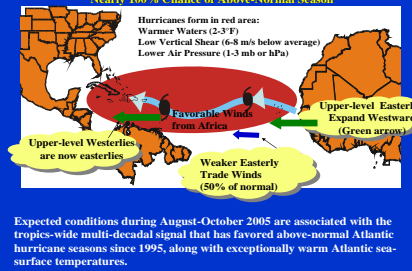 Nearly 100% Chance of Above-Normal Season
Hurricanes form in red area:
Warmer Waters (2-3°F)
Low Vertical Shear (6-8 m/s below average)
Lower Air Pressure (1-3 mb or hPa)
Favorable Winds
from Africa
Upper-level Easterl
Expand Westware
(Green arrow)
Upper-level Westerlies
are now easterlies
Weaker Easterly
Trade Winds
(50% of normal)
Expected conditions during August-October 2005 are associated with the
tropics-wide multi-decadal signal that has favored above-normal Atlantic
hurricane seasons since 1995, along with exceptionally warm Atlantic sea-
surface temperatures.